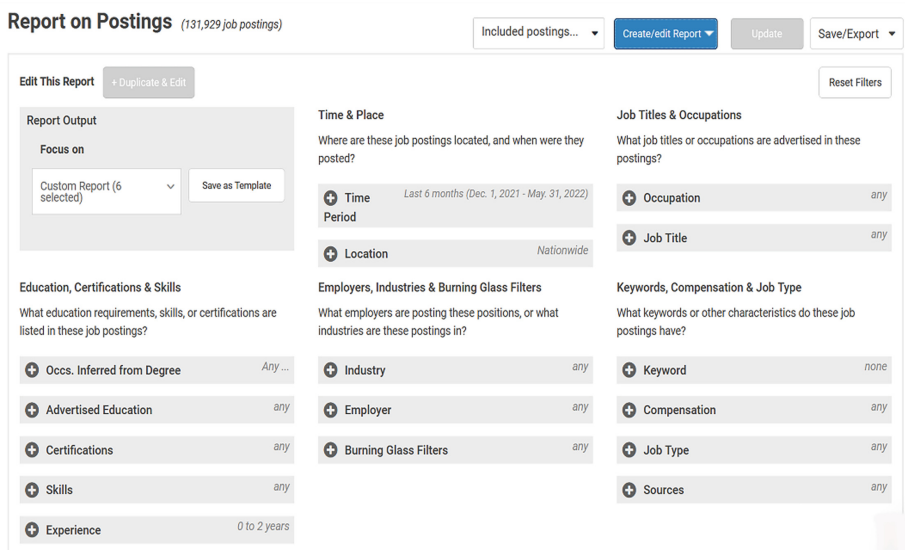 Report on Postings (131,929 job postings)
Included postings...
Create/edit Report
Update
Save/Export
Edit This Report
+ Duplicate & Edit
Reset Filters
Report Output
Focus on
Custom Report (6
selected)
Save as Template
Time & Place
Where are these job postings located, and when were they
posted?
Time
Period
Last 6 months (Dec. 1, 2021 - May. 31, 2022)
Location
Nationwide
Job Titles & Occupations
What job titles or occupations are advertised in these
postings?
Occupation
any
Job Title
any
Education, Certifications & Skills
What education requirements, skills, or certifications are
listed in these job postings?
Occs. Inferred from Degree
Any ...
Advertised Education
any
Certifications
any
Skills
any
Experience
0 to 2 years
Employers, Industries & Burning Glass Filters
What employers are posting these positions, or what
industries are these postings in?
Industry
any
Employer
any
Burning Glass Filters
any
Keywords, Compensation & Job Type
What keywords or other characteristics do these job
postings have?
Keyword
none
Compensation
any
Job Type
any
Sources
any